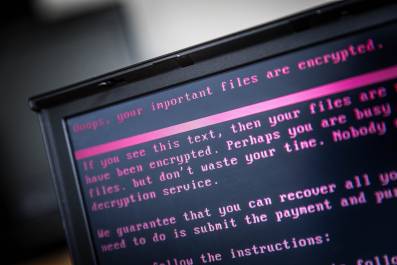 Ooops, your important files are encrypted.
If you see this text, then your files are
have been encrypted. Perhaps you are busy
files. but don't waste your time. Nobody
decryption service.
We guarantee that you can recover all
need to do is submit the payment and
follow the instructions: